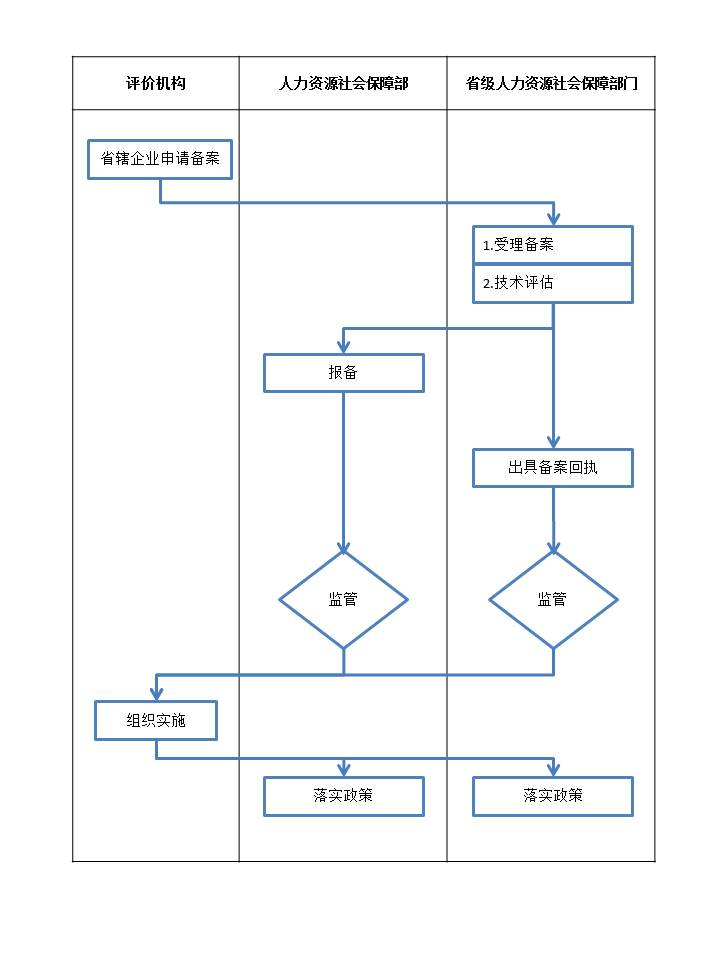 评价机构
人力资源社会保障部
省级人力资源社会保障部门
省辖企业申请备案
1.受理备案
2.技术评估
报备
出具备案回执
监管
监管
组织实施
落实政策
落实政策